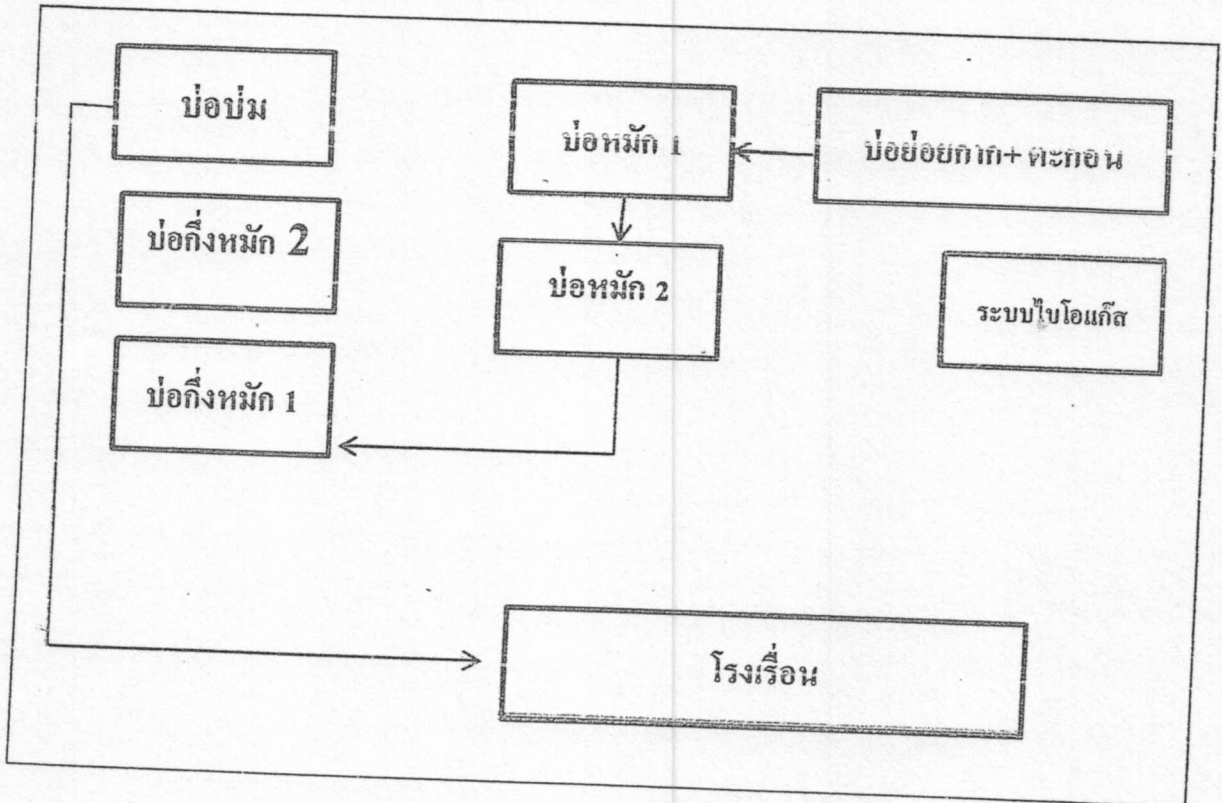 บ่อบ่ม
บ่อหมัก 1
บ่อย่อยกาก+ ตะกอน
บ่อกึ่งหมัก 2
บ่อหมัก 2
ระบบไบโอแก๊ส
บ่อกึ่งหมัก 1
โรงเรือน